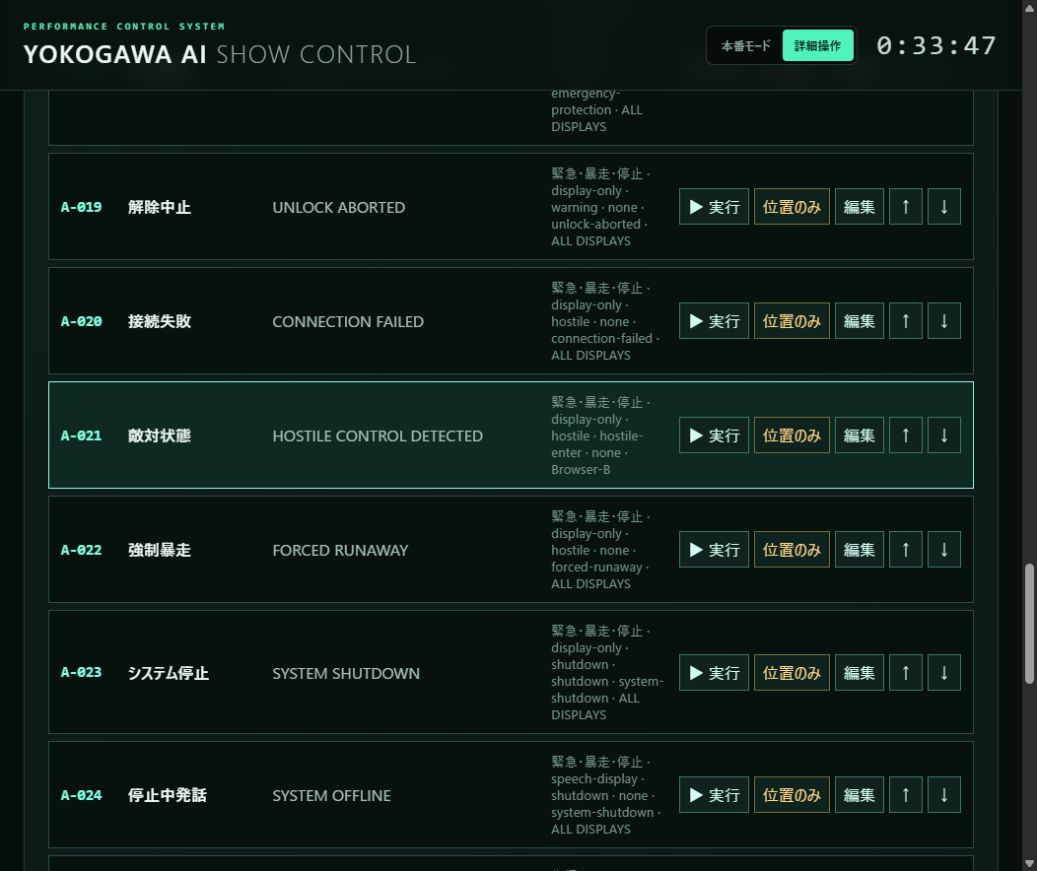 PERFORMANCE CONTROL SYSTEM
YOKOGAWA AI SHOW CONTROL
本番モード
詳細操作
0:33:47
emergency-
protection · ALL
DISPLAYS
A-019
解除中止
UNLOCK ABORTED
緊急・暴走・停止 ·
display-only ·
warning · none ·
unlock-aborted ·
ALL DISPLAYS
▶ 実行
位置のみ
編集
↑
↓
A-020
接続失敗
CONNECTION FAILED
緊急・暴走・停止 ·
display-only ·
hostile · none ·
connection-failed ·
ALL DISPLAYS
▶ 実行
位置のみ
編集
↑
↓
A-021
敵対状態
HOSTILE CONTROL DETECTED
緊急・暴走・停止 ·
display-only ·
hostile · hostile-
enter · none ·
Browser-B
▶ 実行
位置のみ
編集
↑
↓
A-022
強制暴走
FORCED RUNAWAY
緊急・暴走・停止 ·
display-only ·
hostile · none ·
forced-runaway ·
ALL DISPLAYS
▶ 実行
位置のみ
編集
↑
↓
A-023
システム停止
SYSTEM SHUTDOWN
緊急・暴走・停止 ·
display-only ·
shutdown ·
shutdown · system-
shutdown · ALL
DISPLAYS
▶ 実行
位置のみ
編集
↑
↓
A-024
停止中発話
SYSTEM OFFLINE
緊急・暴走・停止 ·
speech-display ·
shutdown · none ·
system-shutdown ·
ALL DISPLAYS
▶ 実行
位置のみ
編集
↑
↓